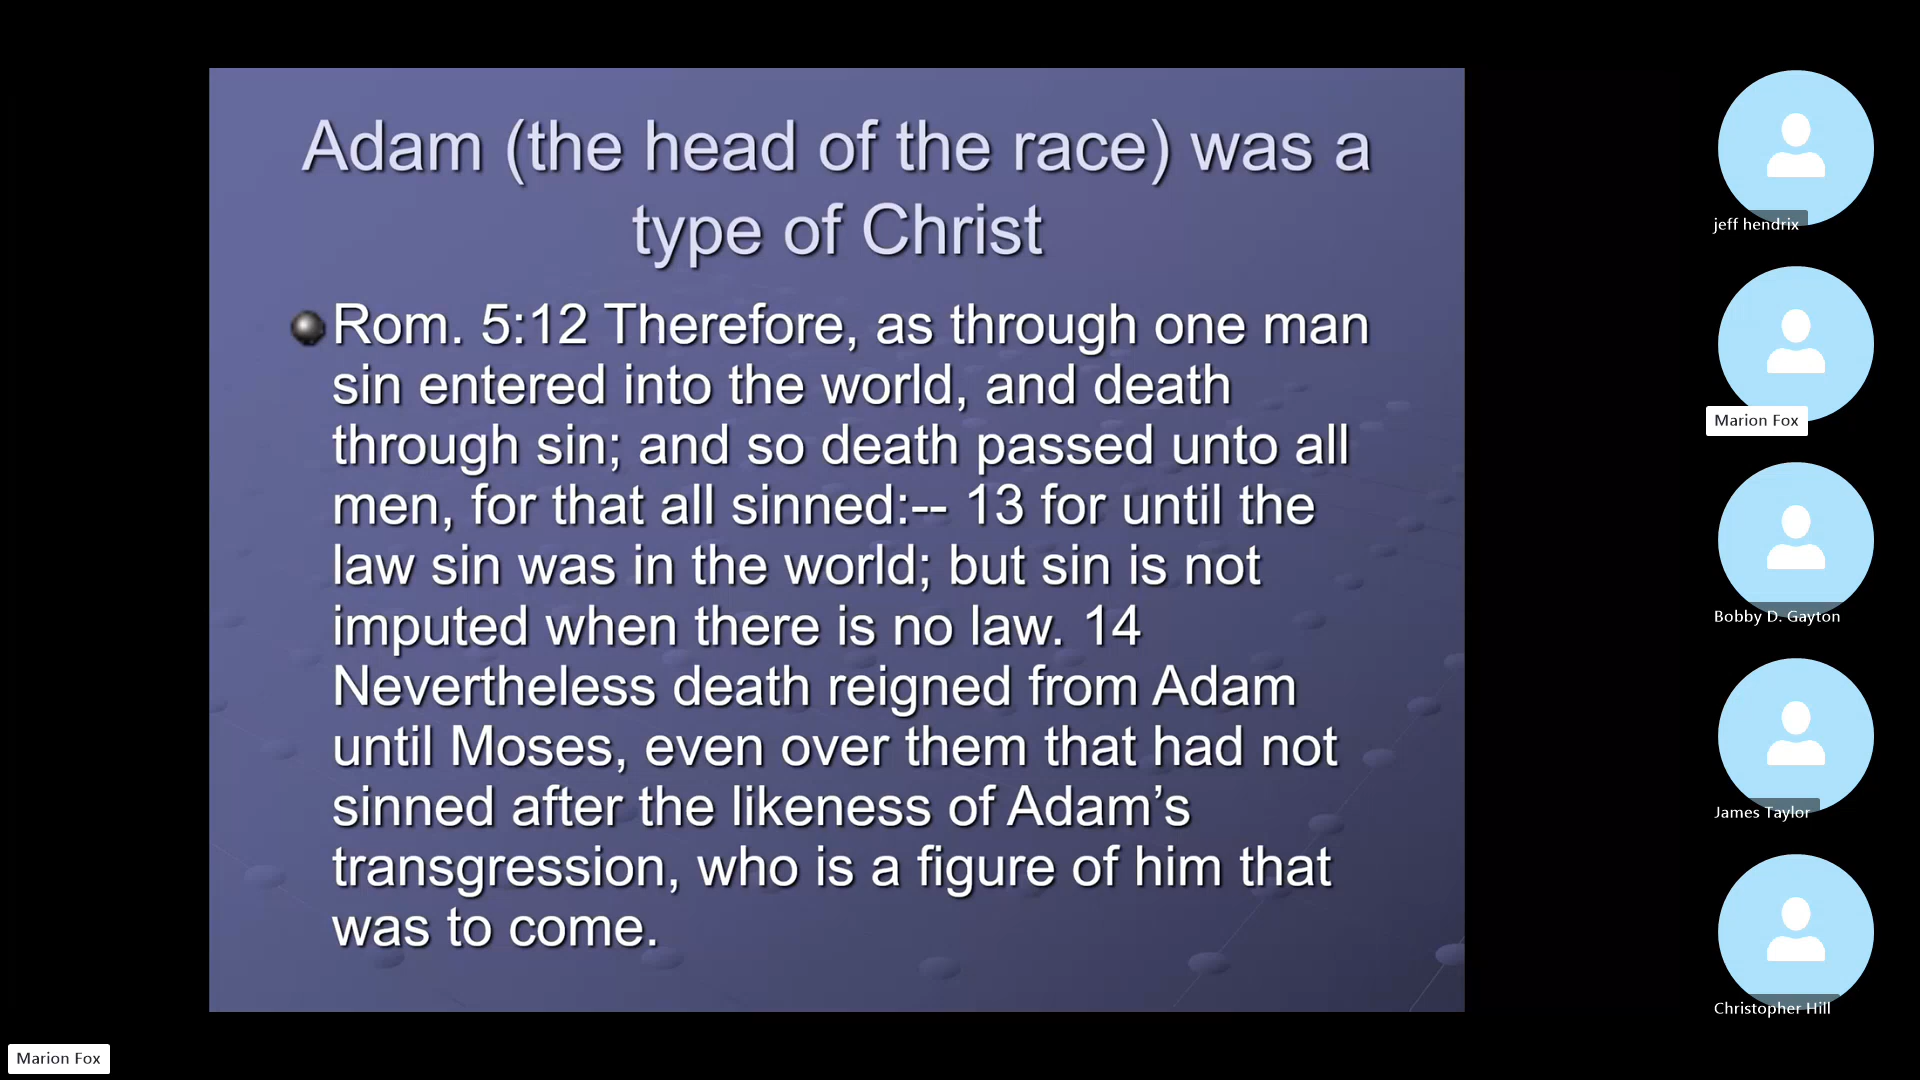 Adam (the head of the race) was a
type of Christ
Rom. 5:12 Therefore, as through one man
sin entered into the world, and death
through sin; and so death passed unto all
men, for that all sinned:-- 13 for until the
law sin was in the world; but sin is not
imputed when there is no law. 14
Nevertheless death reigned from Adam
until Moses, even over them that had not
sinned after the likeness of Adam’s
transgression, who is a figure of him that
was to come.
jeff hendrix
Marion Fox
Bobby D. Gayton
James Taylor
Christopher Hill
Marion Fox